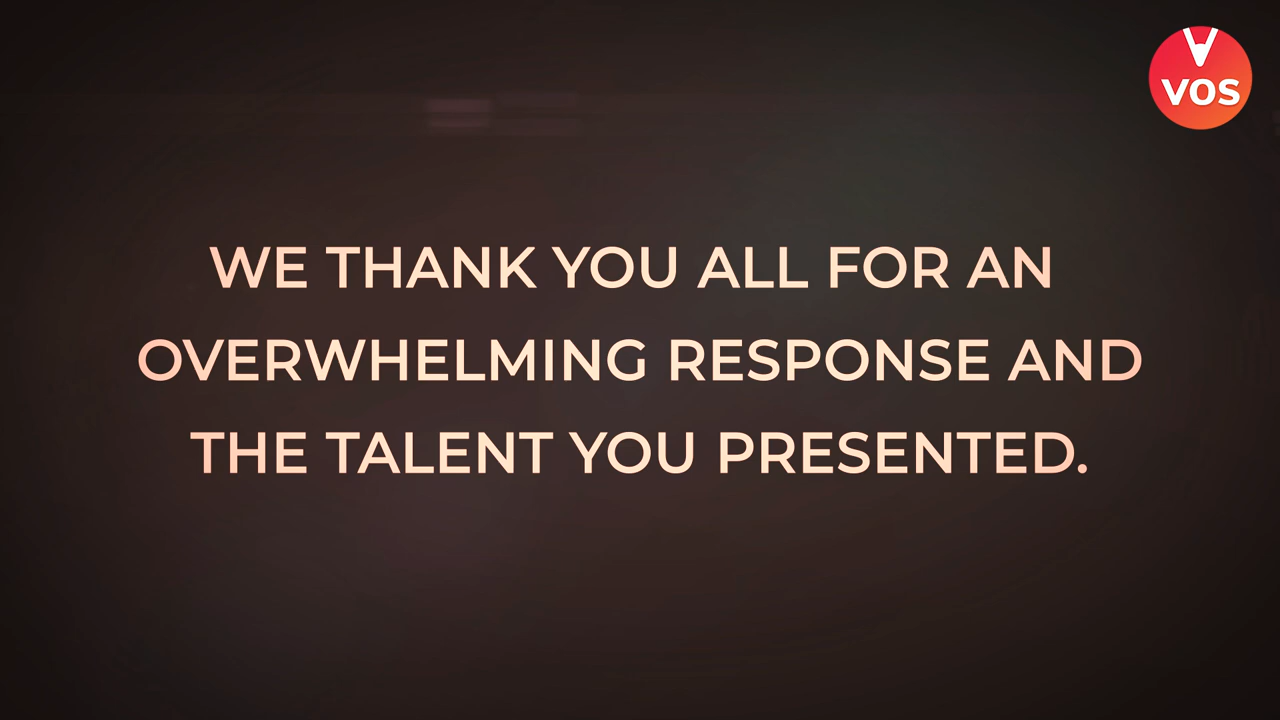 VOS
WE THANK YOU ALL FOR AN
OVERWHELMING RESPONSE AND
THE TALENT YOU PRESENTED.